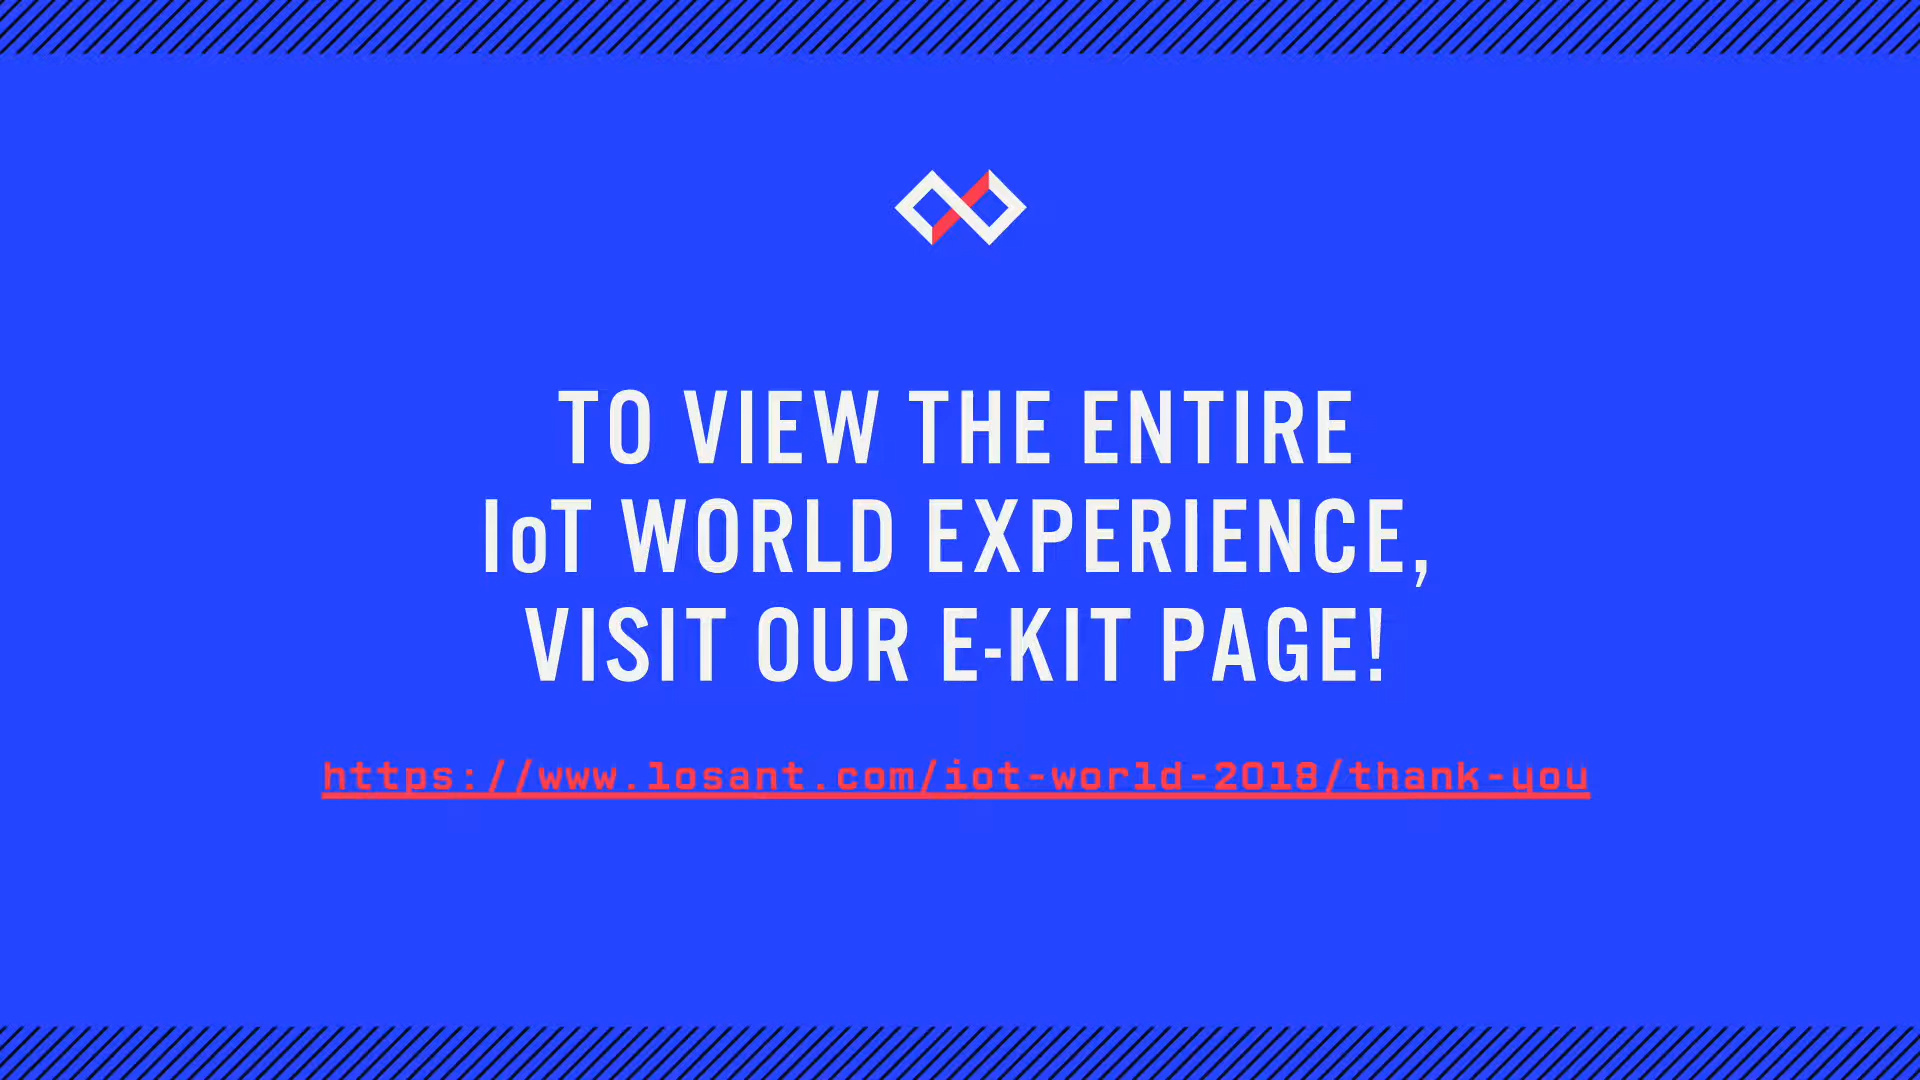 TO VIEW THE ENTIRE
IoT WORLD EXPERIENCE,
VISIT OUR E-KIT PAGE!
https://www.losant.com/iot-world-2018/thank-you